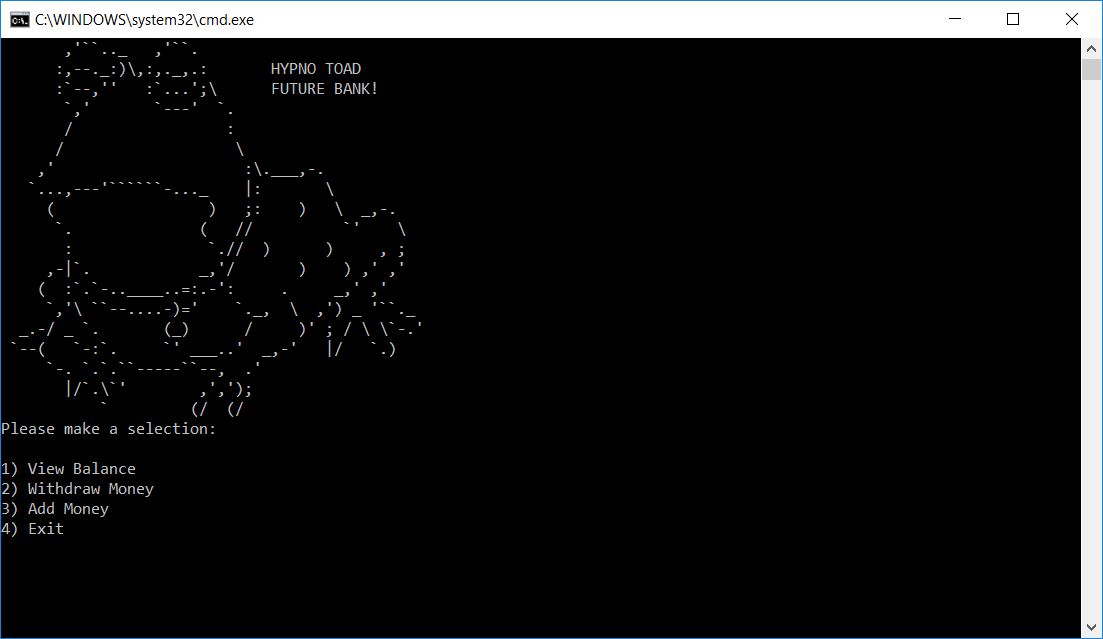 C:\WINDOWS\system32\cmd.exe
HYPNO TOAD
FUTURE BANK!
Please make a selection:
1) View Balance
2) Withdraw Money
3) Add Money
4) Exit